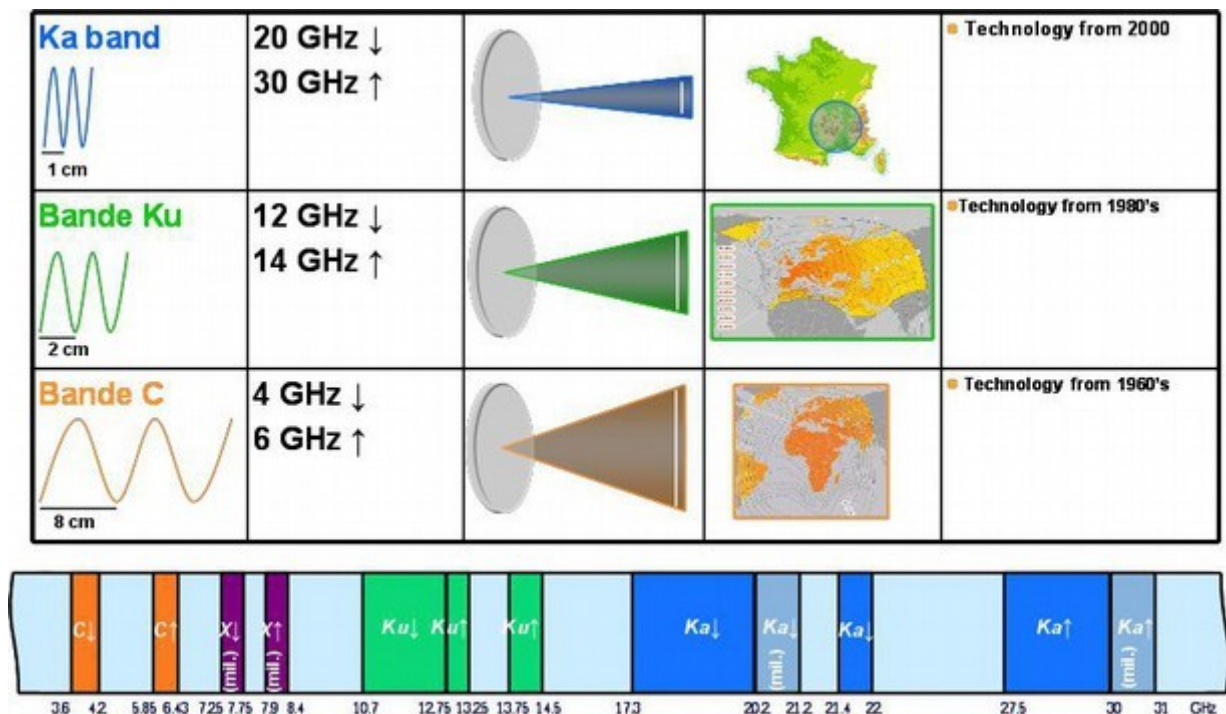 Ka band
1 cm
20 GHz ↓
30 GHz ↑
Technology from 2000
Bande Ku
2 cm
12 GHz ↓
14 GHz ↑
Technology from 1980's
Bande C
8 cm
4 GHz ↓
6 GHz ↑
Technology from 1960's
C↓ C↑ X↓ (mil.) X↑ (mil.) Ku↓ Ku↑ Ku↑ Ka↓ Ka↓ (mil.) Ka↓ Ka↑ Ka↑ (mil.)
3.6 4.2 5.85 6.43 7.25 7.75 7.9 8.4 10.7 12.75 13.25 13.75 14.5 17.3 20.2 21.2 21.4 22 27.5 30 31 GHz